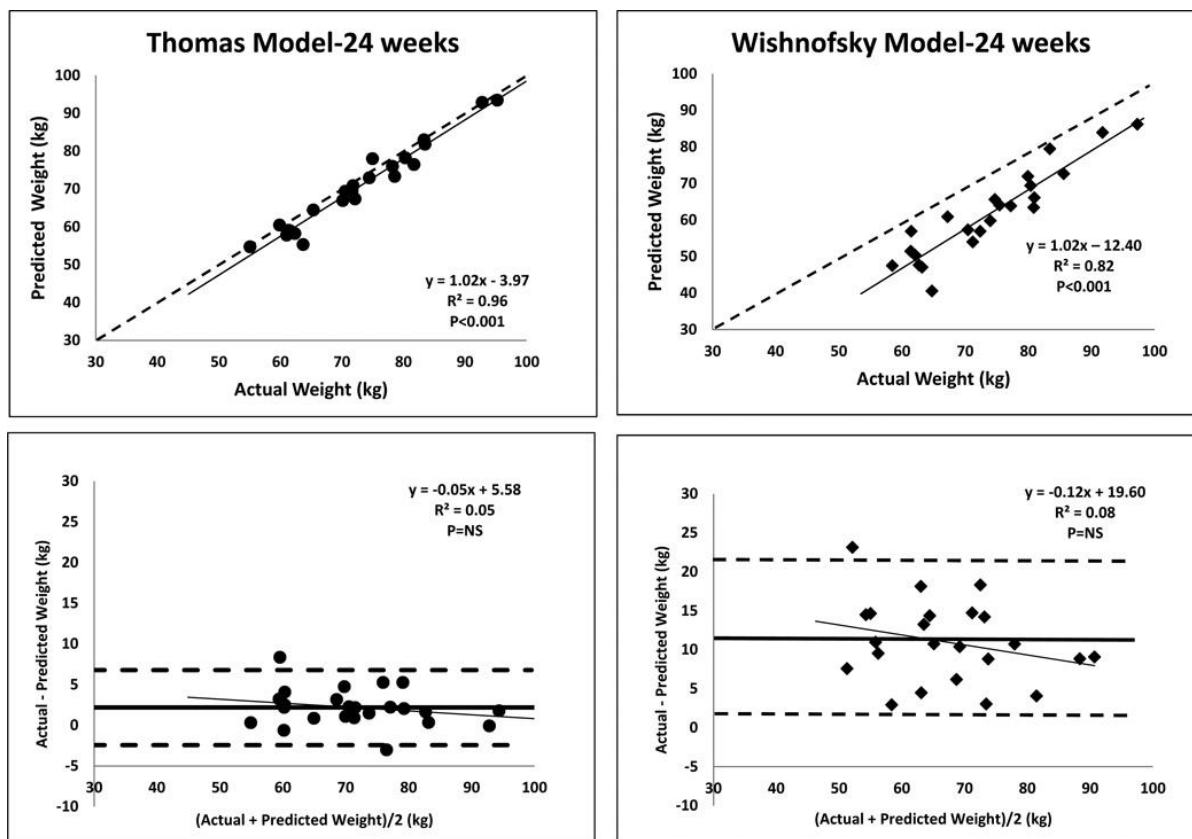 Thomas Model-24 weeks
Predicted Weight (kg)
100
90
80
70
60
50
40
30
y = 1.02x - 3.97
R² = 0.96
P<0.001
30 40 50 60 70 80 90 100
Actual Weight (kg)
Wishnofsky Model-24 weeks
Predicted Weight (kg)
100
90
80
70
60
50
40
30
y = 1.02x – 12.40
R² = 0.82
P<0.001
30 40 50 60 70 80 90 100
Actual Weight (kg)
Actual - Predicted Weight (kg)
30
25
20
15
10
5
0
-5
-10
y = -0.05x + 5.58
R² = 0.05
P=NS
30 40 50 60 70 80 90 100
(Actual + Predicted Weight)/2 (kg)
Actual - Predicted Weight (kg)
30
25
20
15
10
5
0
-5
-10
y = -0.12x + 19.60
R² = 0.08
P=NS
30 40 50 60 70 80 90 100
(Actual + Predicted Weight)/2 (kg)